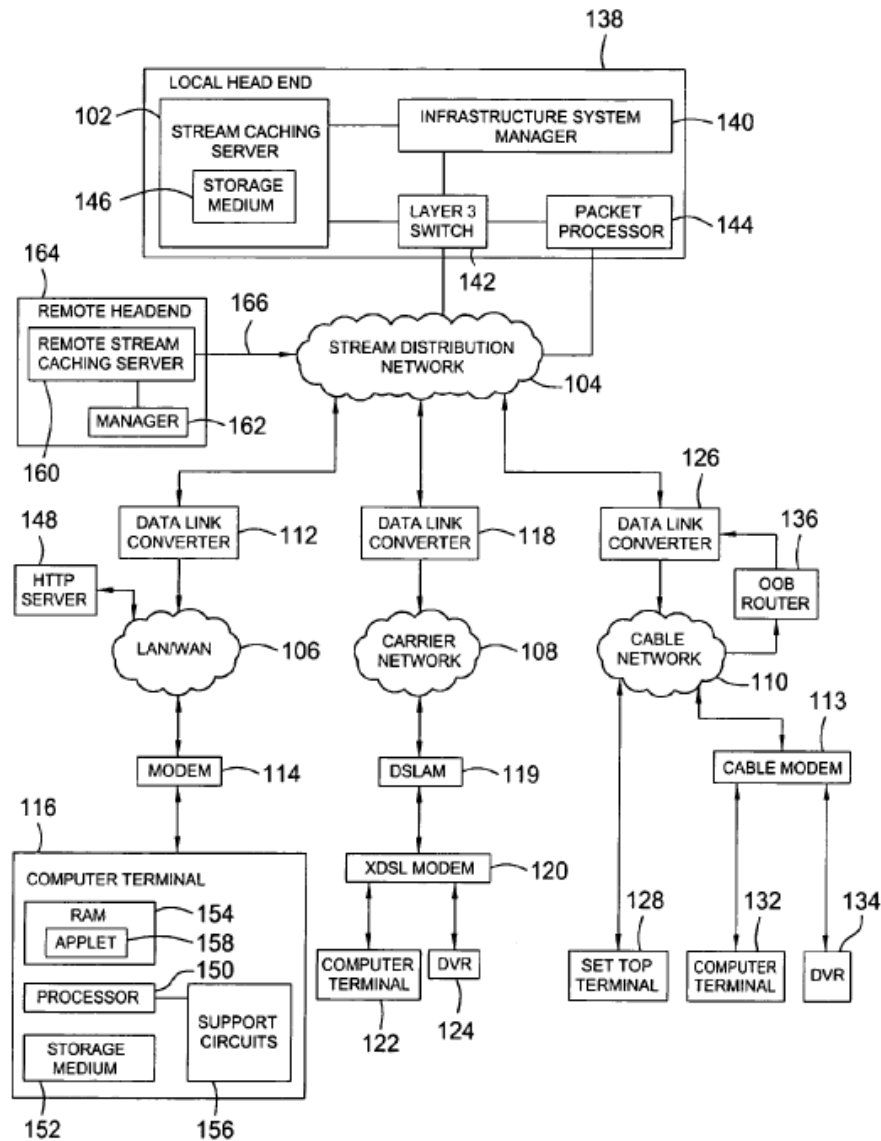 138
LOCAL HEAD END
102
STREAM CACHING
SERVER
INFRASTRUCTURE SYSTEM
MANAGER
140
146
STORAGE
MEDIUM
LAYER 3
SWITCH
PACKET
PROCESSOR
144
142
164
REMOTE HEADEND
166
REMOTE STREAM
CACHING SERVER
STREAM DISTRIBUTION
NETWORK
104
MANAGER
162
160
126
DATA LINK
CONVERTER
112
DATA LINK
CONVERTER
118
DATA LINK
CONVERTER
136
148
HTTP
SERVER
OOB
ROUTER
LAN/WAN
106
CARRIER
NETWORK
108
CABLE
NETWORK
110
113
MODEM
114
DSLAM
119
CABLE MODEM
116
COMPUTER TERMINAL
XDSL MODEM
120
RAM
154
APPLET
158
128
132
134
PROCESSOR
150
COMPUTER
TERMINAL
DVR
SET TOP
TERMINAL
COMPUTER
TERMINAL
DVR
SUPPORT
CIRCUITS
122
124
STORAGE
MEDIUM
152
156